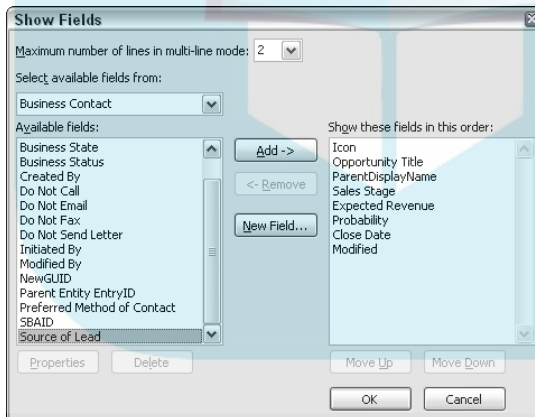 Show Fields
Maximum number of lines in multi-line mode: 2
Select available fields from:
Business Contact
Available fields:
Business State
Business Status
Created By
Do Not Call
Do Not Email
Do Not Fax
Do Not Send Letter
Initiated By
Modified By
NewGUID
Parent Entity EntryID
Preferred Method of Contact
SBAID
Source of Lead
Properties
Delete
Add ->
<- Remove
New Field...
Show these fields in this order:
Icon
Opportunity Title
ParentDisplayName
Sales Stage
Expected Revenue
Probability
Close Date
Modified
Move Up
Move Down
OK
Cancel